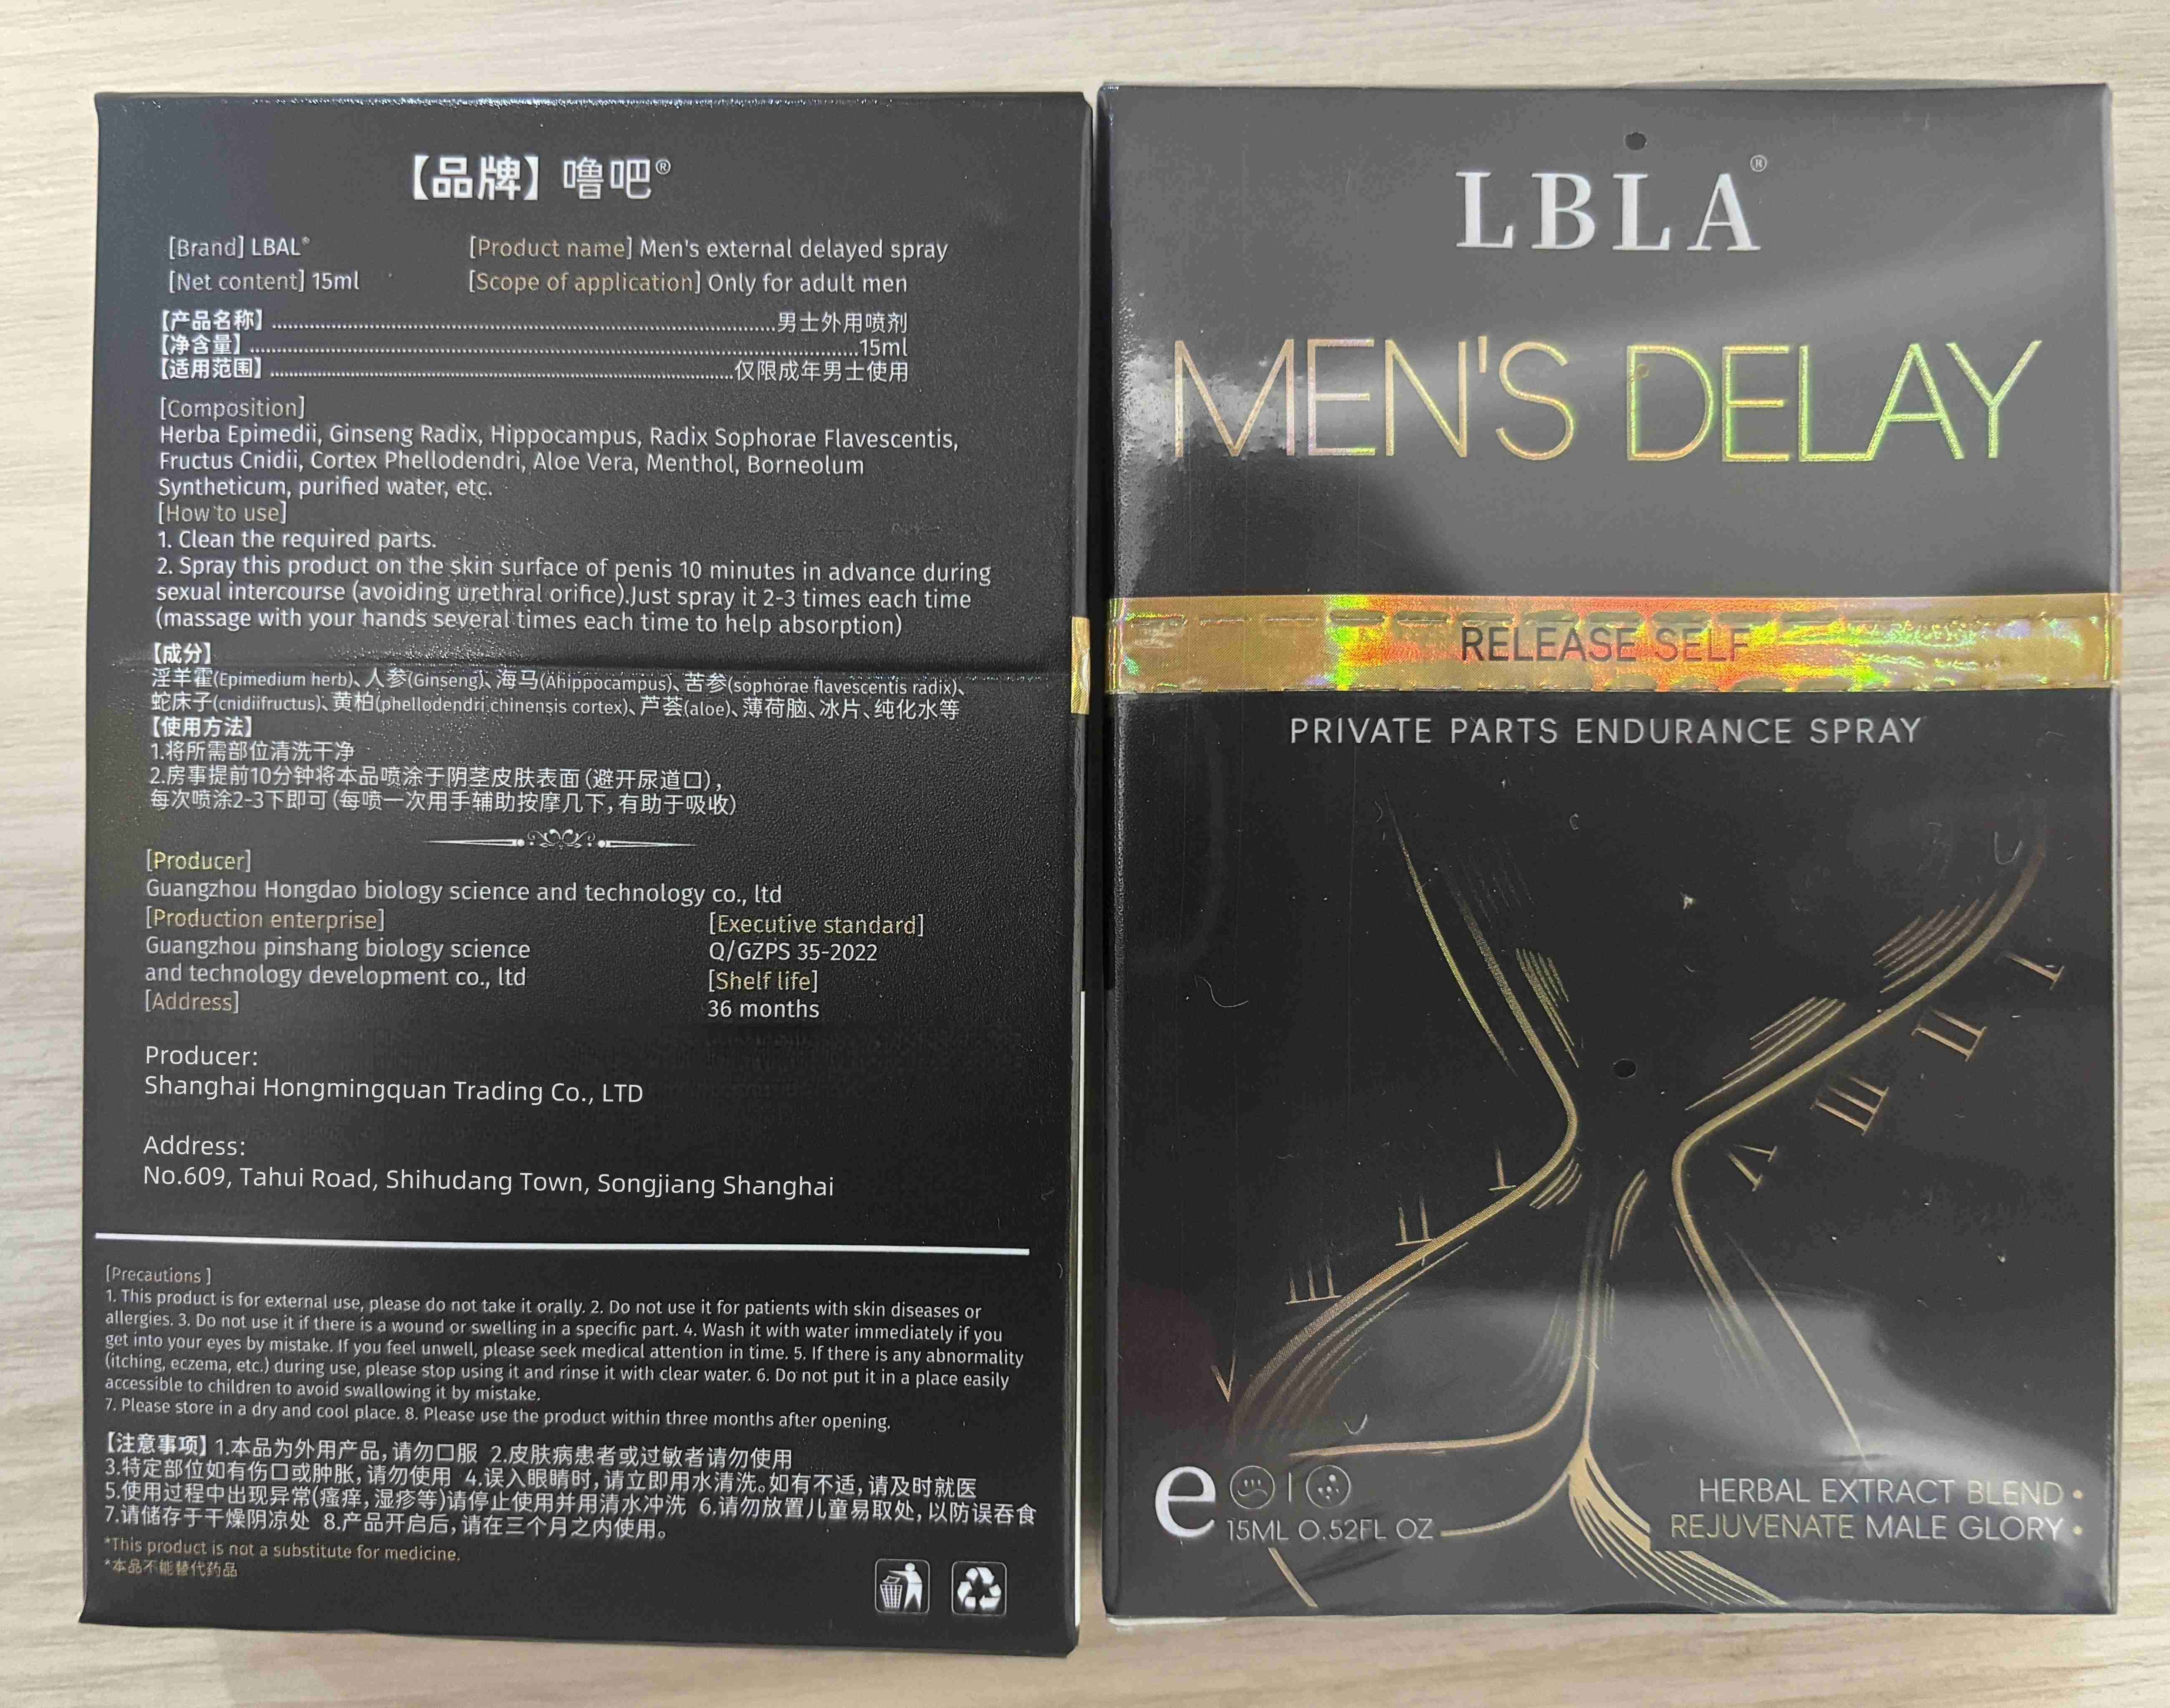 【品牌】噜吧®
[Brand] LBAL®
[Product name] Men's external delayed spray
[Net content] 15ml
[Scope of application] Only for adult men
【产品名称】........男士外用喷剂
【净含量】........15ml
【适用范围】........仅限成年男士使用
[Composition]
Herba Epimedii, Ginseng Radix, Hippocampus, Radix Sophorae Flavescentis,
Fructus Cnidii, Cortex Phellodendri, Aloe Vera, Menthol, Borneolum
Syntheticum, purified water, etc.
[How to use]
1. Clean the required parts.
2. Spray this product on the skin surface of penis 10 minutes in advance during
sexual intercourse (avoiding urethral orifice).Just spray it 2-3 times each time
(massage with your hands several times each time to help absorption)
【成分】
淫羊霍(Epimedium herb)、人参(Ginseng)、海马(Ahippocampus)、苦参(sophorae flavescentis radix)、
蛇床子(cnidiifructus)、黄柏(phellodendri chinensis cortex)、芦荟(aloe)、薄荷脑、冰片、纯化水等
【使用方法】
1.将所需部位清洗干净
2.房事提前10分钟将本品喷涂于阴茎皮肤表面(避开尿道口),
每次喷涂2-3下即可(每喷一次用手辅助按摩几下,有助于吸收)
[Producer]
Guangzhou Hongdao biology science and technology co., ltd
[Production enterprise]
Guangzhou pinshang biology science
and technology development co., ltd
[Address]
[Executive standard]
Q/GZPS 35-2022
[Shelf life]
36 months
Producer:
Shanghai Hongmingquan Trading Co., LTD
Address:
No.609, Tahui Road, Shihudang Town, Songjiang Shanghai
[Precautions ]
1. This product is for external use, please do not take it orally. 2. Do not use it for patients with skin diseases or
allergies. 3. Do not use it if there is a wound or swelling in a specific part. 4. Wash it with water immediately if you
get into your eyes by mistake. If you feel unwell, please seek medical attention in time. 5. If there is any abnormality
(itching, eczema, etc.) during use, please stop using it and rinse it with clear water. 6. Do not put it in a place easily
accessible to children to avoid swallowing it by mistake.
7. Please store in a dry and cool place. 8. Please use the product within three months after opening.
【注意事项】1.本品为外用产品,请勿口服 2.皮肤病患者或过敏者请勿使用
3.特定部位如有伤口或肿胀,请勿使用 4.误入眼睛时,请立即用水清洗。如有不适,请及时就医
5.使用过程中出现异常(瘙痒,湿疹等)请停止使用并用清水冲洗 6.请勿放置儿童易取处,以防误吞食
7.请储存于干燥阴凉处 8.产品开启后,请在三个月之内使用。
*This product is not a substitute for medicine.
*本品不能替代药品
LBLA®
MEN'S DELAY
RELEASE SELF
PRIVATE PARTS ENDURANCE SPRAY
I
II
III
V
I
II
III
V
e
15ML 0.52FL OZ
HERBAL EXTRACT BLEND •
REJUVENATE MALE GLORY •